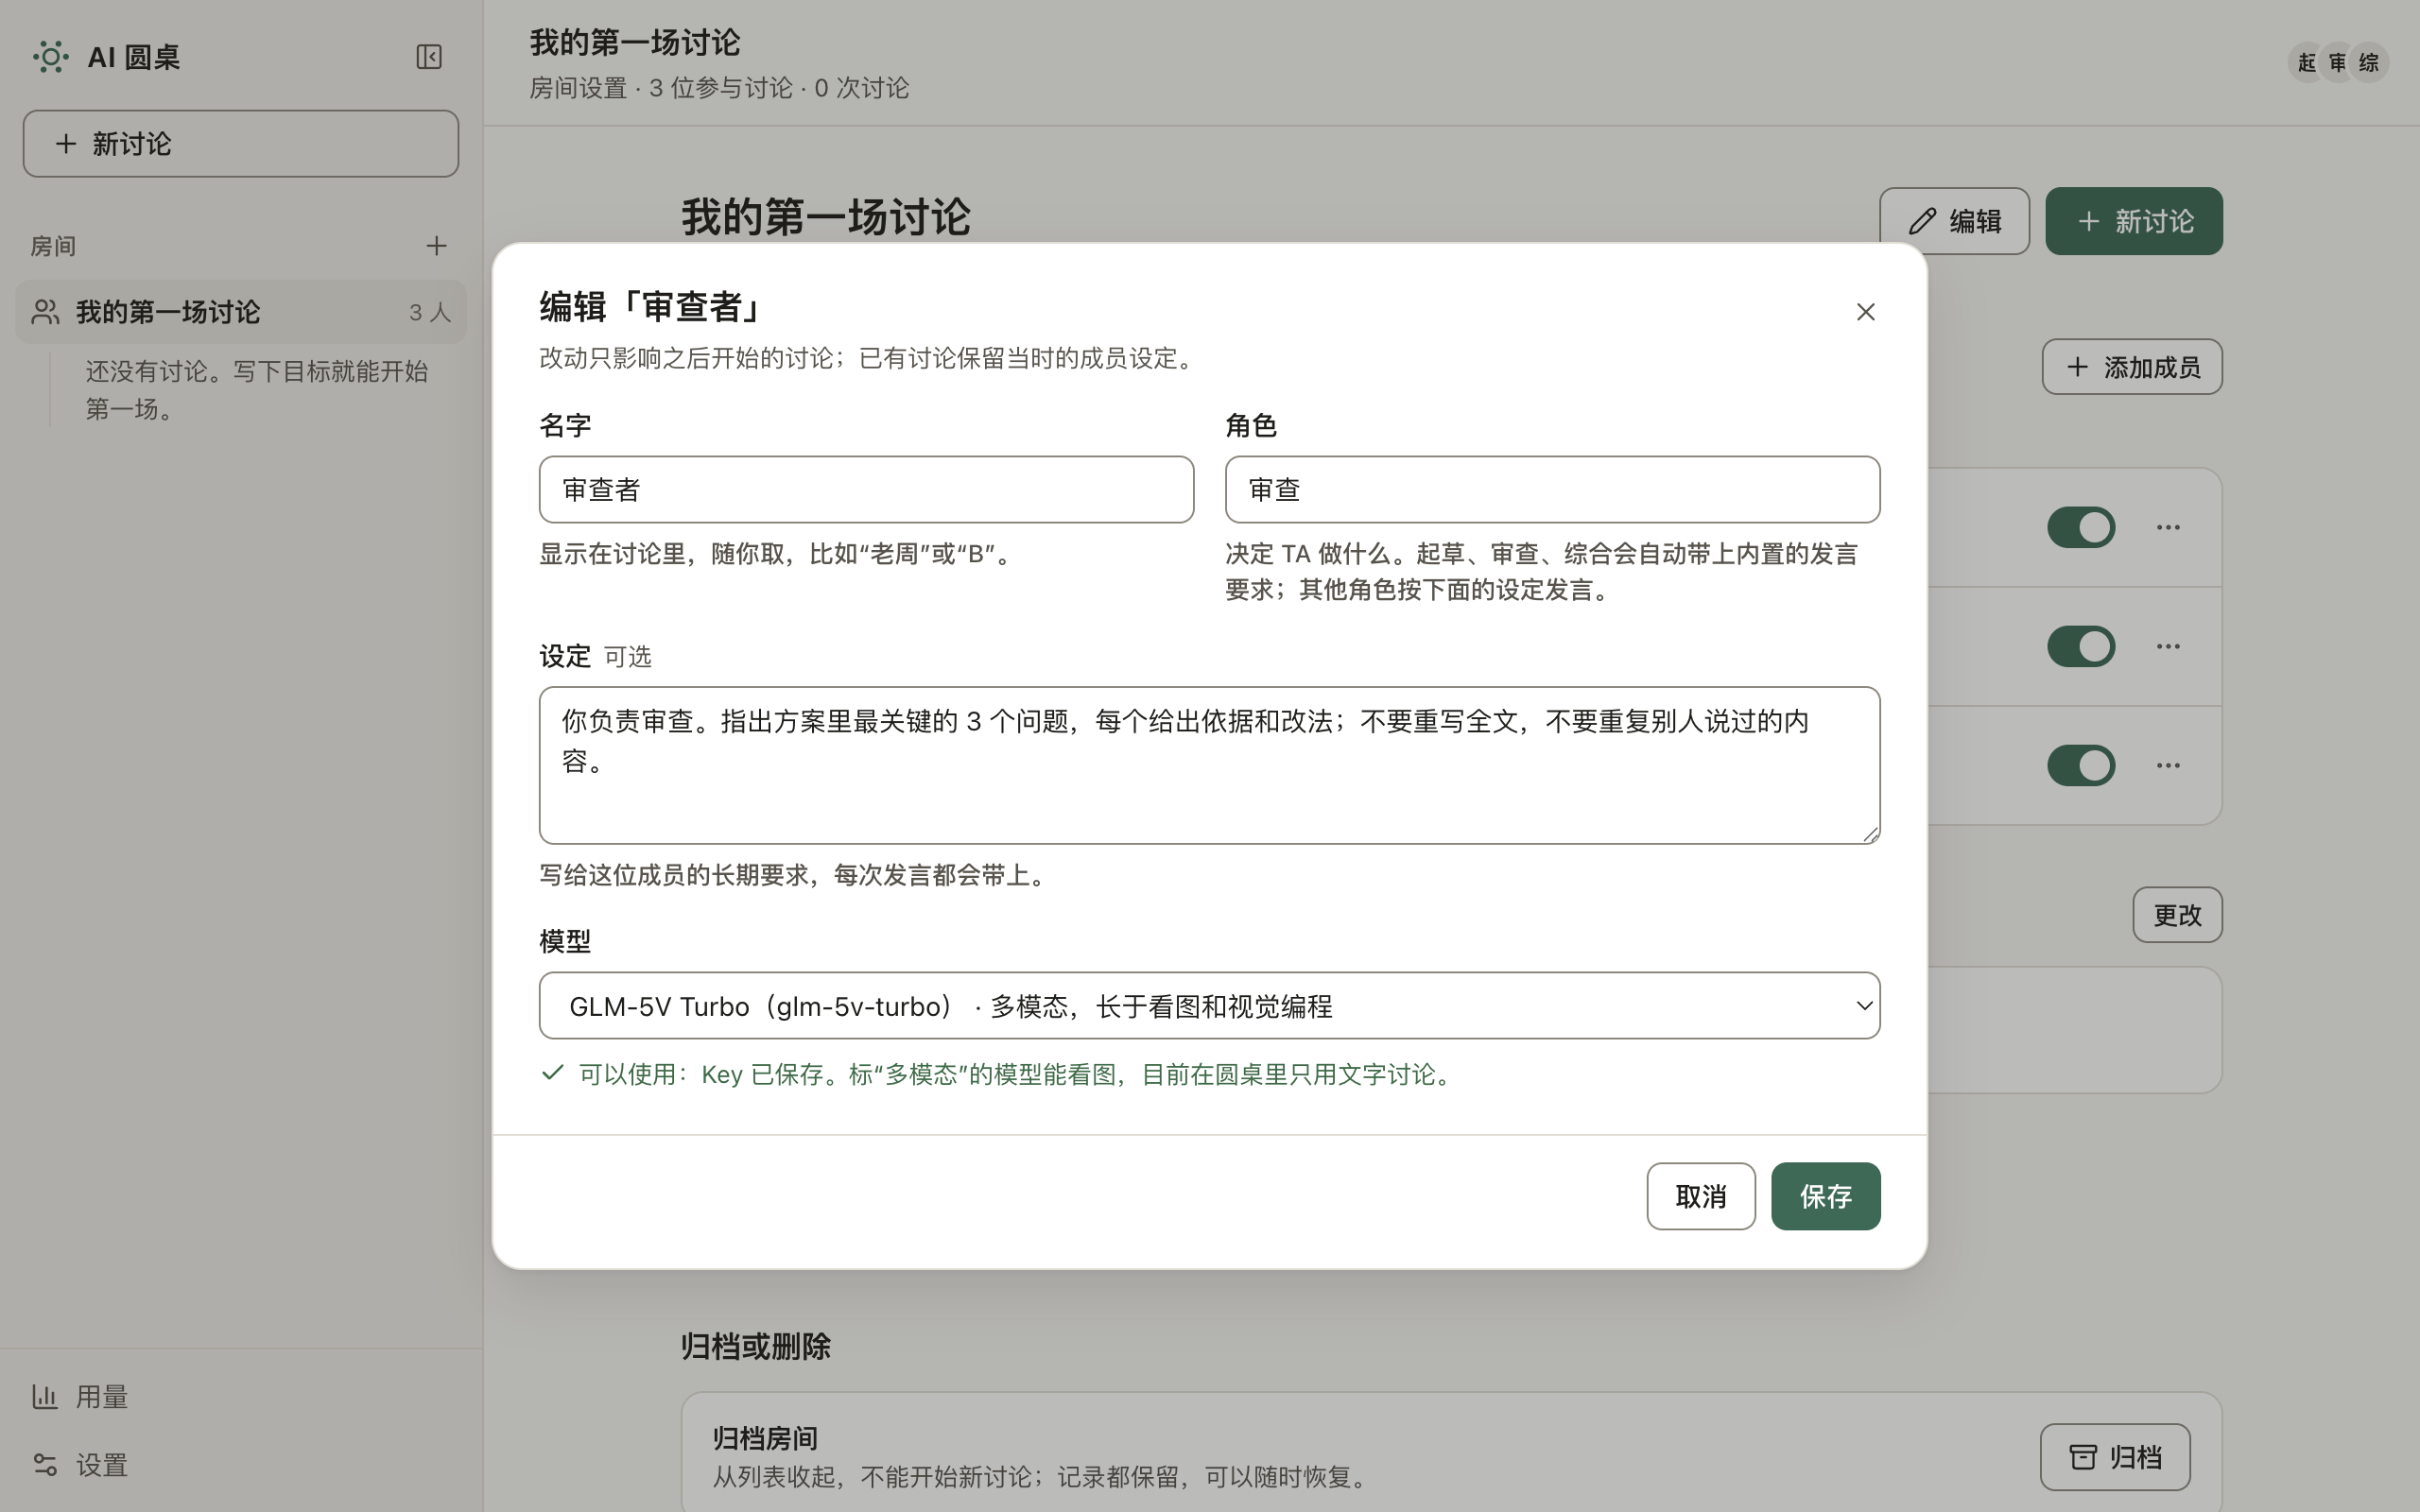 AI 圆桌
新讨论
房间
我的第一场讨论 3 人
还没有讨论。写下目标就能开始
第一场。
用量
设置
我的第一场讨论
房间设置 · 3 位参与讨论 · 0 次讨论
起 审 综
我的第一场讨论
编辑
新讨论
添加成员
编辑「审查者」
改动只影响之后开始的讨论；已有讨论保留当时的成员设定。
名字
审查者
显示在讨论里，随你取，比如“老周”或“B”。
角色
审查
决定 TA 做什么。起草、审查、综合会自动带上内置的发言
要求；其他角色按下面的设定发言。
设定 可选
你负责审查。指出方案里最关键的 3 个问题，每个给出依据和改法；不要重写全文，不要重复别人说过的内
容。
写给这位成员的长期要求，每次发言都会带上。
模型
GLM-5V Turbo（glm-5v-turbo） · 多模态，长于看图和视觉编程
可以使用：Key 已保存。标“多模态”的模型能看图，目前在圆桌里只用文字讨论。
取消
保存
更改
归档或删除
归档房间
从列表收起，不能开始新讨论；记录都保留，可以随时恢复。
归档